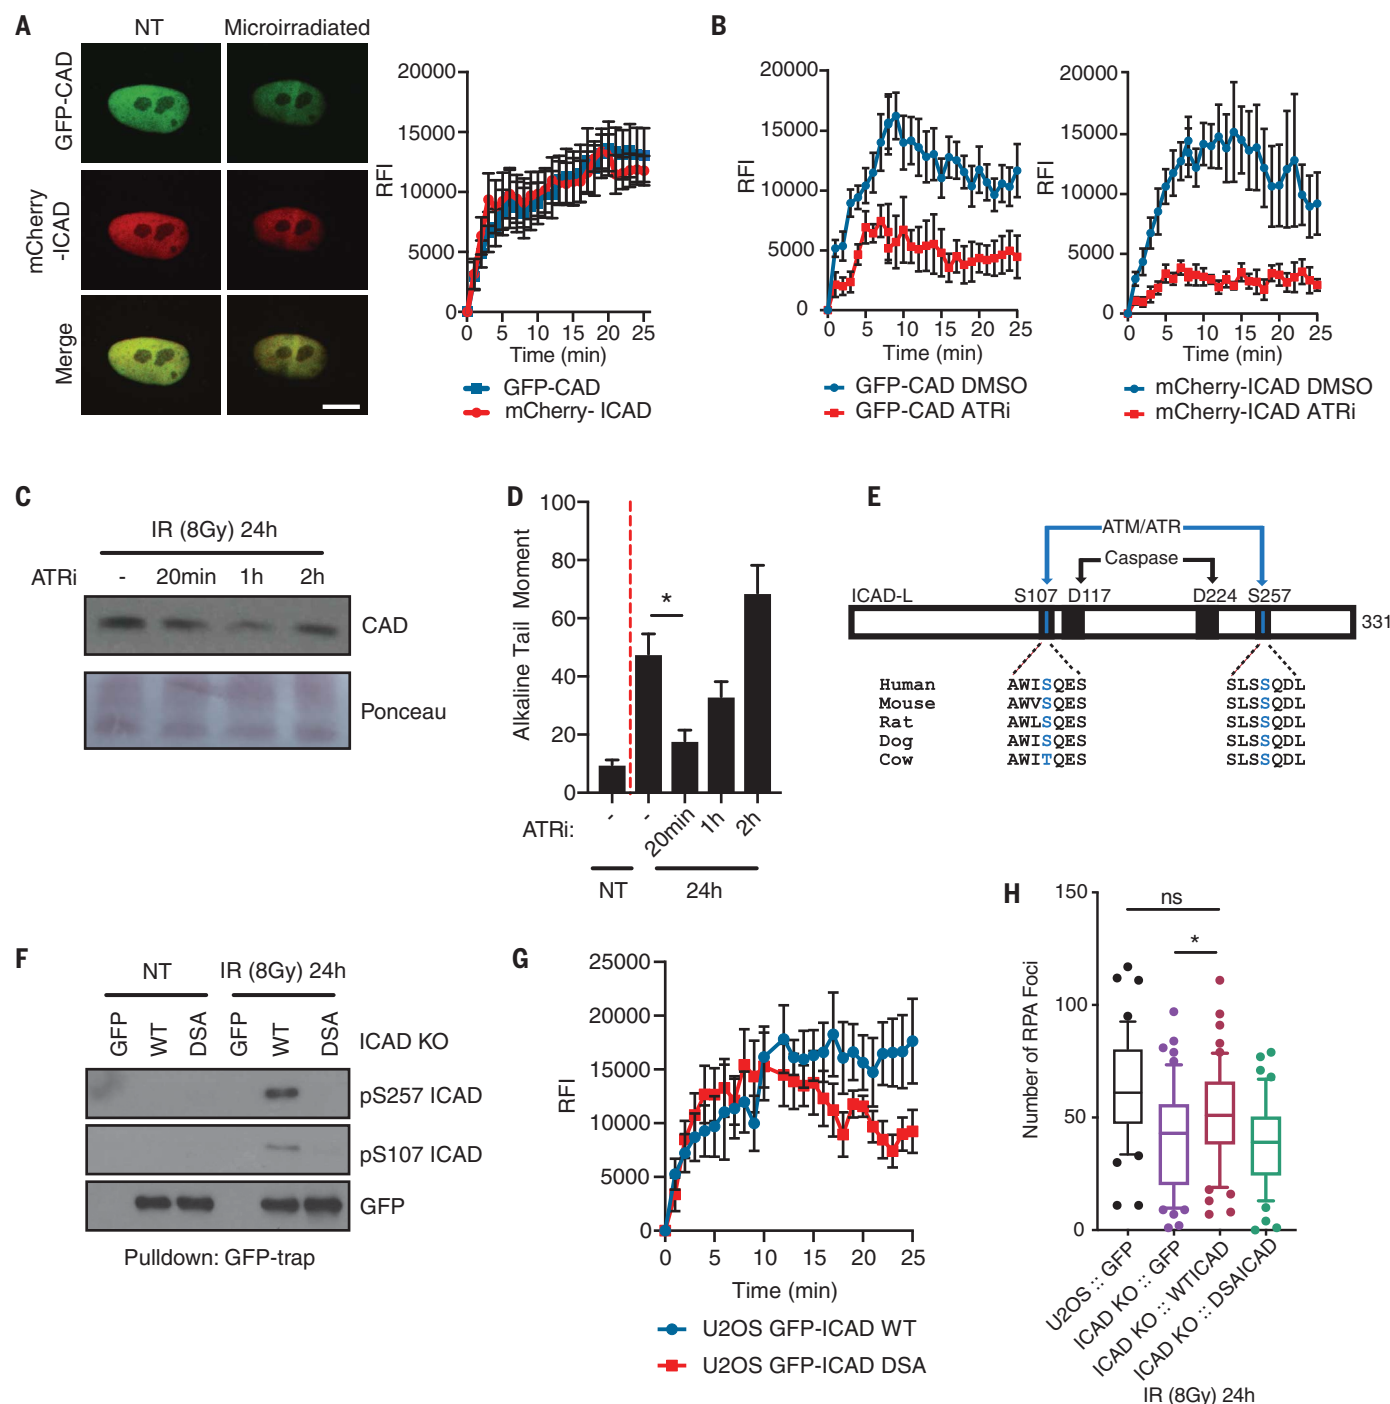 A
NT
Microirradiated
GFP-CAD
mCherry
-ICAD
Merge
RFI
20000
15000
10000
5000
0
0 5 10 15 20 25
Time (min)
GFP-CAD
mCherry- ICAD
B
RFI
20000
15000
10000
5000
0
0 5 10 15 20 25
Time (min)
GFP-CAD DMSO
GFP-CAD ATRi
RFI
20000
15000
10000
5000
0
0 5 10 15 20 25
Time (min)
mCherry-ICAD DMSO
mCherry-ICAD ATRi
C
IR (8Gy) 24h
ATRi - 20min 1h 2h
CAD
Ponceau
D
Alkaline Tail Moment
100
80
60
40
20
0
*
ATRi: - - 20min 1h 2h
NT 24h
E
ATM/ATR
Caspase
ICAD-L S107 D117 D224 S257
331
Human AWISQES SLSSSQDL
Mouse AWVSQES SLSSSQDL
Rat AWLSQES SLSSSQDL
Dog AWISQES SLSSSQDL
Cow AWITQES SLSSSQDL
F
NT IR (8Gy) 24h
GFP WT DSA GFP WT DSA ICAD KO
pS257 ICAD
pS107 ICAD
GFP
Pulldown: GFP-trap
G
RFI
25000
20000
15000
10000
5000
0
0 5 10 15 20 25
Time (min)
U2OS GFP-ICAD WT
U2OS GFP-ICAD DSA
H
Number of RPA Foci
150
100
50
0
ns
*
U2OS :: GFP
ICAD KO :: GFP
ICAD KO :: WTICAD
ICAD KO :: DSAICAD
IR (8Gy) 24h